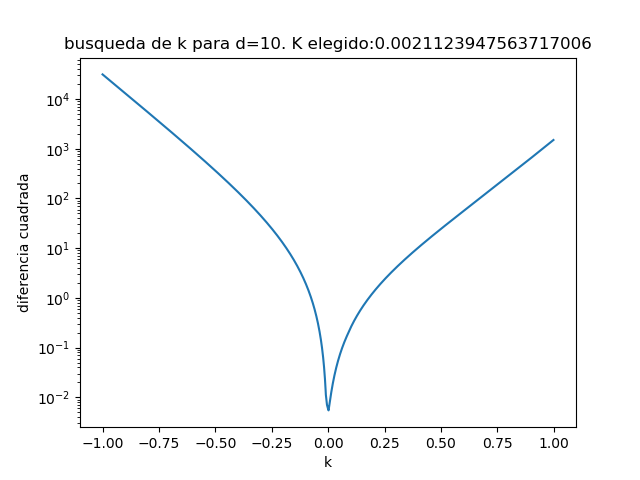 busqueda de k para d=10. K elegido:0.0021123947563717006
diferencia cuadrada
10⁴
10³
10²
10¹
10⁰
10⁻¹
10⁻²
−1.00 −0.75 −0.50 −0.25 0.00 0.25 0.50 0.75 1.00
k